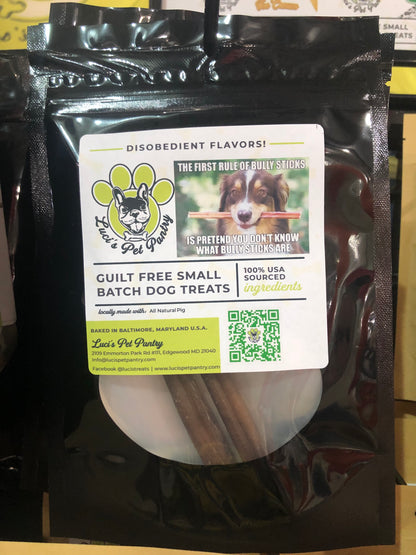 SMALL
TREATS
DISOBEDIENT FLAVORS!
Luci's Pet Pantry
THE FIRST RULE OF BULLY STICKS
IS PRETEND YOU DON'T KNOW
WHAT BULLY STICKS ARE
GUILT FREE SMALL
BATCH DOG TREATS
100% USA
SOURCED
ingredients
locally made with: All Natural Pig
BAKED IN BALTIMORE, MARYLAND U.S.A.
Luci's Pet Pantry
2109 Emmorton Park Rd #111, Edgewood MD 21040
info@lucispetpantry.com
Facebook @lucistreats | www.lucispetpantry.com